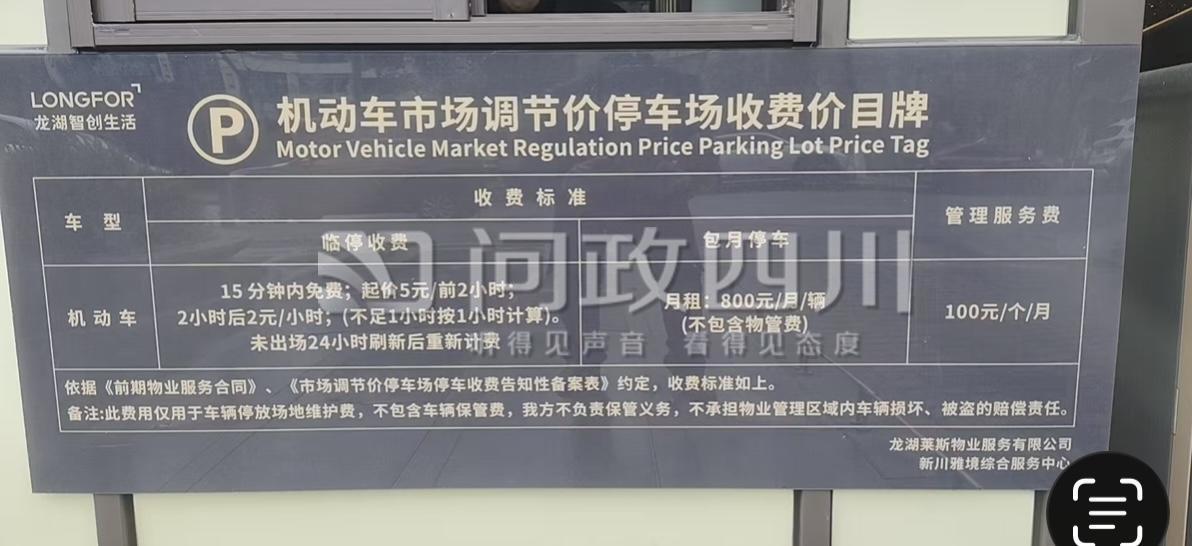 LONGFOR
龙湖智创生活
P
机动车市场调节价停车场收费价目牌
Motor Vehicle Market Regulation Price Parking Lot Price Tag
车型
收费标准
管理服务费
临停收费
包月停车
机动车
15分钟内免费；起价5元/前2小时；
2小时后2元/小时；(不足1小时按1小时计算)。
未出场24小时刷新后重新计费
月租：800元/月/辆
(不包含物管费)
100元/个/月
问政四川
听得见声音 看得见态度
依据《前期物业服务合同》、《市场调节价停车场停车收费告知性备案表》约定，收费标准如上。
备注:此费用仅用于车辆停放场地维护费，不包含车辆保管费，我方不负责保管义务，不承担物业管理区域内车辆损坏、被盗的赔偿责任。
龙湖莱斯物业服务有限公司
新川雅境综合服务中心